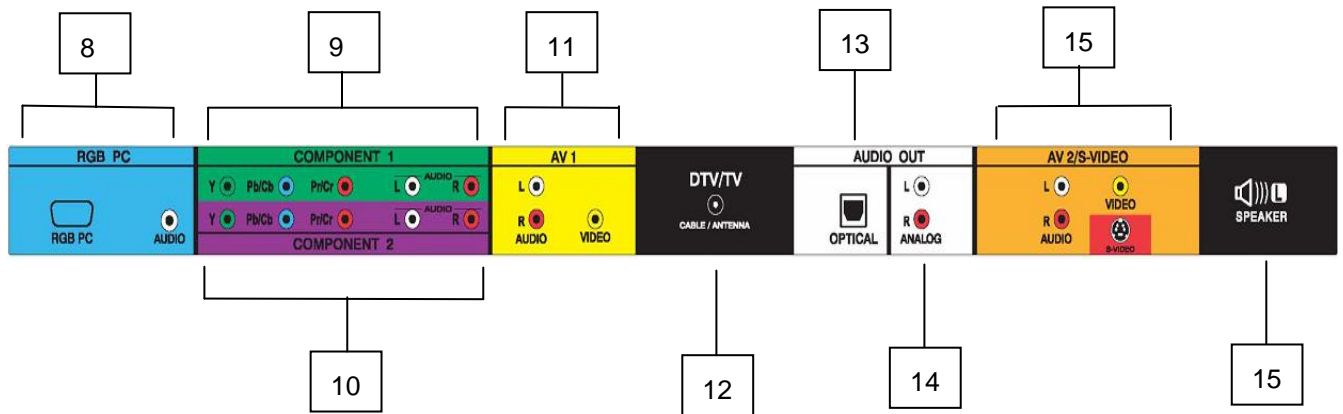 8 9 11 13 15
RGB PC COMPONENT 1 AV 1 AUDIO OUT AV 2/S-VIDEO
Y Pb/Cb Pr/Cr L AUDIO R
Y Pb/Cb Pr/Cr L AUDIO R
COMPONENT 2
RGB PC AUDIO
L
R
AUDIO VIDEO
DTV/TV
CABLE / ANTENNA
OPTICAL
L
R
ANALOG
L
R
AUDIO
VIDEO
S-VIDEO
L
SPEAKER
10 12 14 15